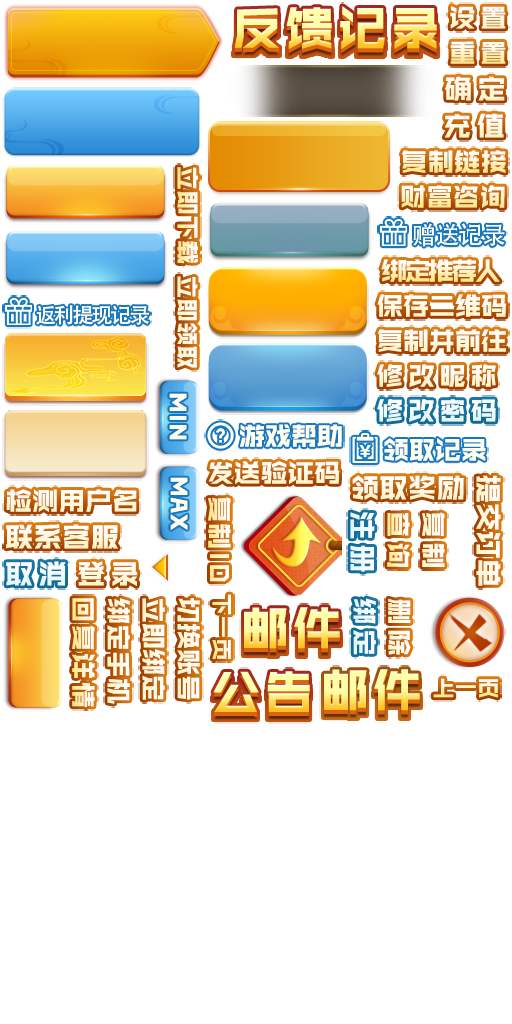 反馈记录
设置
重置
确定
充值
复制链接
财富咨询
立即下载
赠送记录
绑定推荐人
立即领取
保存二维码
返利提现记录
复制并前往
修改昵称
MIN
修改密码
游戏帮助
领取记录
发送验证码
MAX
领取奖励
提交订单
检测用户名
复制ID
注册
查询
复制
联系客服
取消
登录
回复详情
绑定手机
立即绑定
切换账号
下一页
邮件
绑定
删除
公告
邮件
上一页